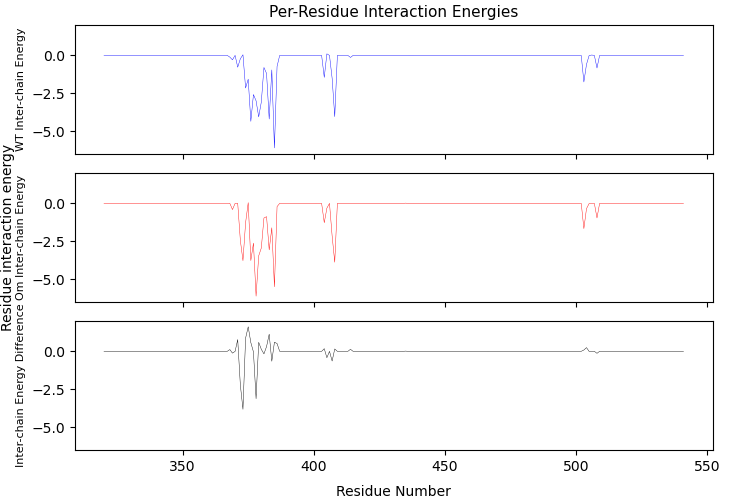 Per-Residue Interaction Energies
Residue interaction energy
WT Inter-chain Energy
0.0
−2.5
−5.0
Om Inter-chain Energy
0.0
−2.5
−5.0
Inter-chain Energy Difference
0.0
−2.5
−5.0
350
400
450
500
550
Residue Number